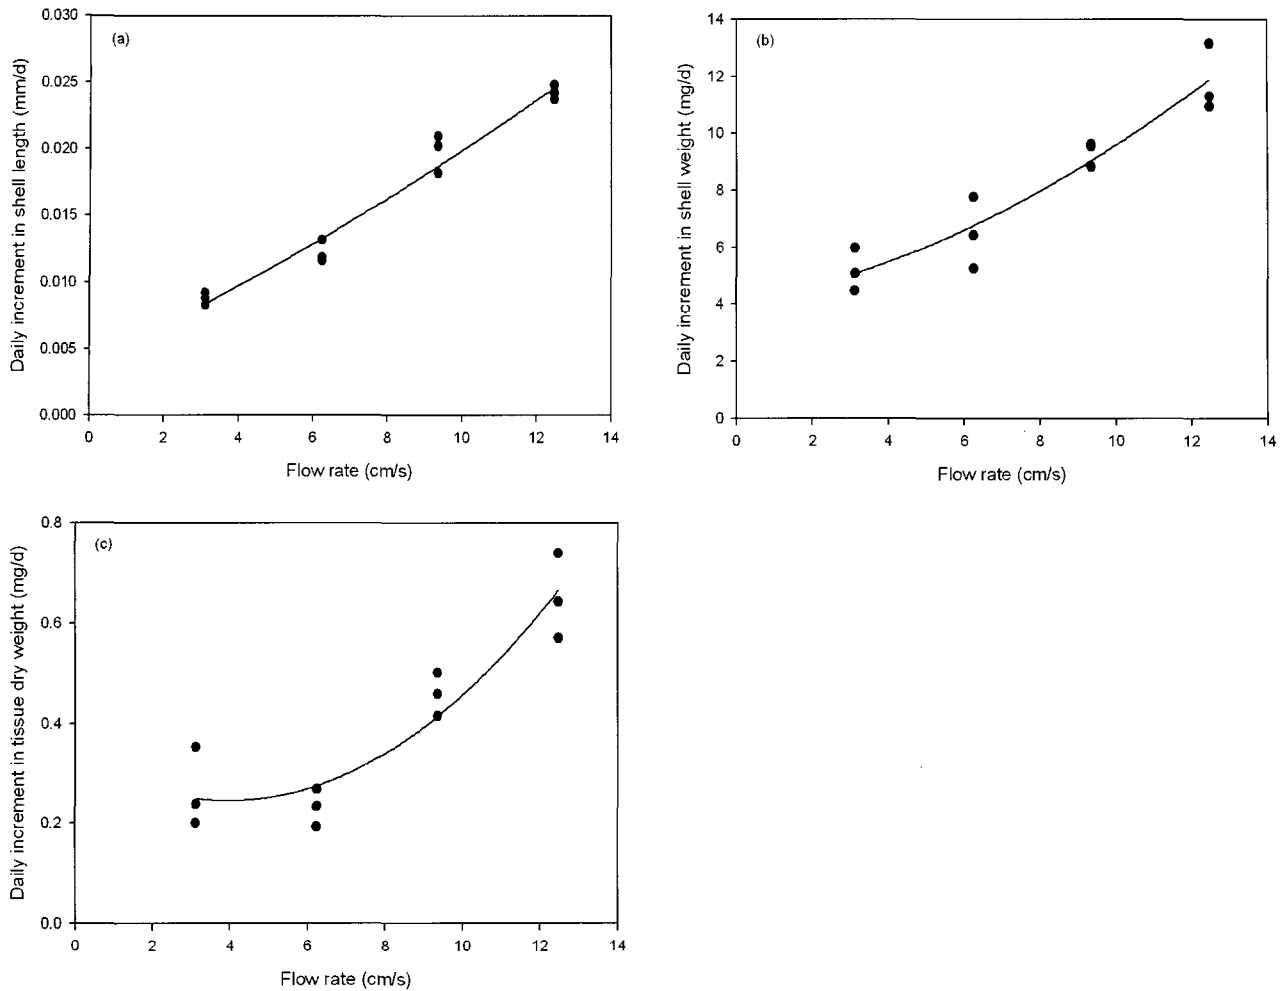 (a)
Daily increment in shell length (mm/d)
0.030
0.025
0.020
0.015
0.010
0.005
0.000
0 2 4 6 8 10 12 14
Flow rate (cm/s)
(b)
Daily increment in shell weight (mg/d)
14
12
10
8
6
4
2
0
0 2 4 6 8 10 12 14
Flow rate (cm/s)
(c)
Daily increment in tissue dry weight (mg/d)
0.8
0.6
0.4
0.2
0.0
0 2 4 6 8 10 12 14
Flow rate (cm/s)